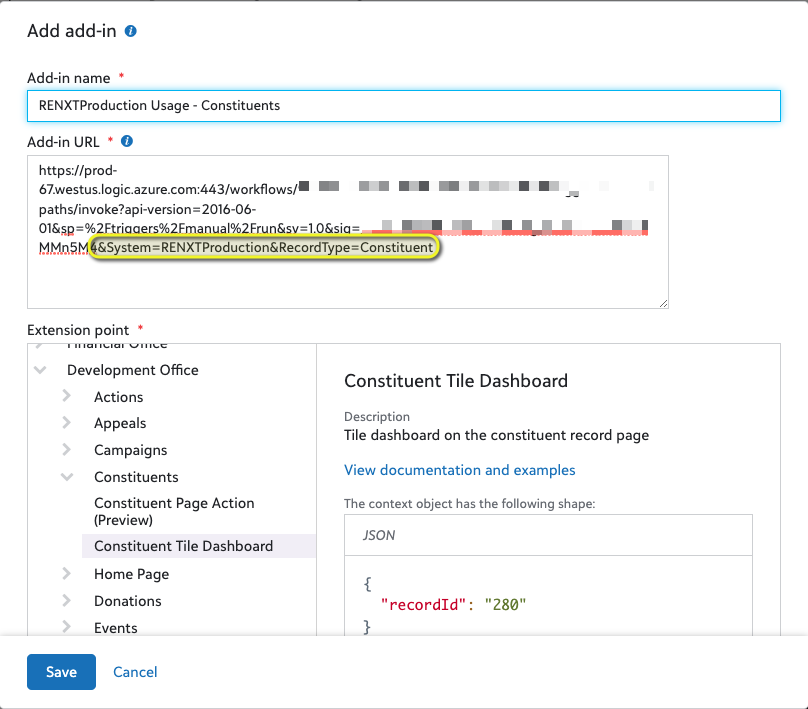 Add add-in
Add-in name *
RENXTProduction Usage - Constituents
Add-in URL *
https://prod-
67.westus.logic.azure.com:443/workflows/
paths/invoke?api-version=2016-06-
01&sp=%2Ftriggers%2Fmanual%2Frun&sv=1.0&sig=
MMn5M4&System=RENXTProduction&RecordType=Constituent
Extension point *
Financial Office
Development Office
Actions
Appeals
Campaigns
Constituents
Constituent Page Action
(Preview)
Constituent Tile Dashboard
Home Page
Donations
Events
Constituent Tile Dashboard
Description
Tile dashboard on the constituent record page
View documentation and examples
The context object has the following shape:
JSON
{
"recordId": "280"
}
Save
Cancel